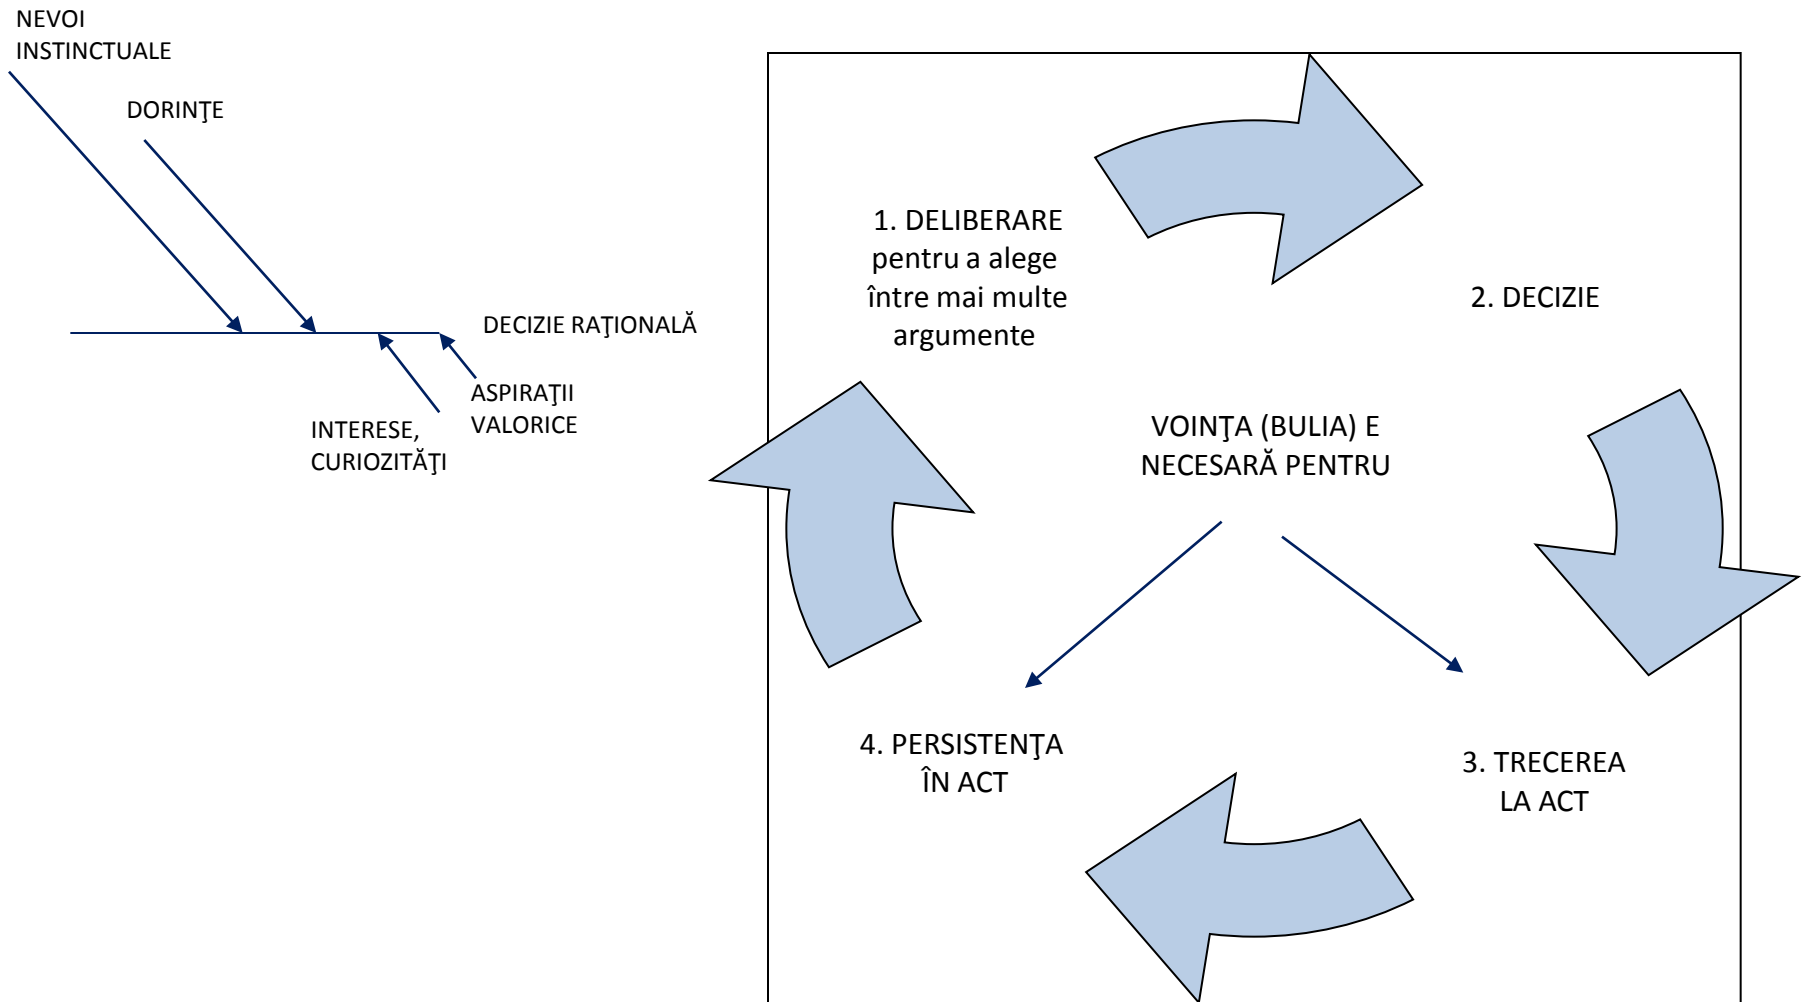 NEVOI
INSTINCTUALE
DORINŢE
DECIZIE RAŢIONALĂ
ASPIRAŢII
VALORICE
INTERESE,
CURIOZITĂŢI
1. DELIBERARE
pentru a alege
între mai multe
argumente
2. DECIZIE
VOINŢA (BULIA) E
NECESARĂ PENTRU
4. PERSISTENŢA
ÎN ACT
3. TRECEREA
LA ACT